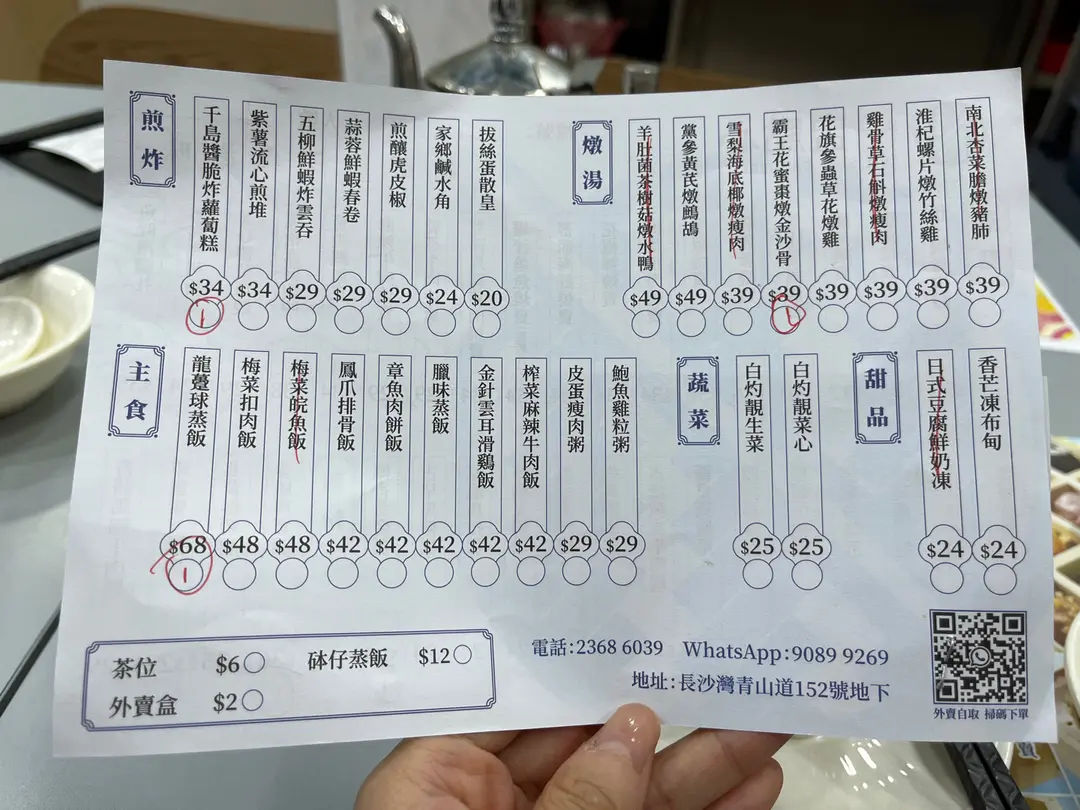 煎炸
千島醬脆炸蘿蔔糕 $34 1
紫薯流心煎堆 $34
五柳鮮蝦炸雲吞 $29
蒜蓉鮮蝦春卷 $29
煎釀虎皮椒 $29
家鄉鹹水角 $24
拔絲蛋散皇 $20
燉湯
羊肚菌茶樹菇燉水鴨 $49
黨參黃芪燉鷓鴣 $49
雪梨海底椰燉瘦肉 $39
霸王花蜜棗燉金沙骨 $39 1
花旗參蟲草花燉雞 $39
雞骨草石斛燉瘦肉 $39
淮杞螺片燉竹絲雞 $39
南北杏菜膽燉豬肺 $39
主食
龍躉球蒸飯 $68 1
梅菜扣肉飯 $48
梅菜皖魚飯 $48
鳳爪排骨飯 $42
章魚肉餅飯 $42
臘味蒸飯 $42
金針雲耳滑鷄飯 $42
榨菜麻辣牛肉飯 $42
皮蛋瘦肉粥 $29
鮑魚雞粒粥 $29
蔬菜
白灼靚生菜 $25
白灼靚菜心 $25
甜品
日式豆腐鮮奶凍 $24
香芒凍布甸 $24
茶位 $6 砵仔蒸飯 $12
外賣盒 $2
電話:2368 6039 WhatsApp:9089 9269
地址:長沙灣青山道152號地下
外賣自取 掃碼下單